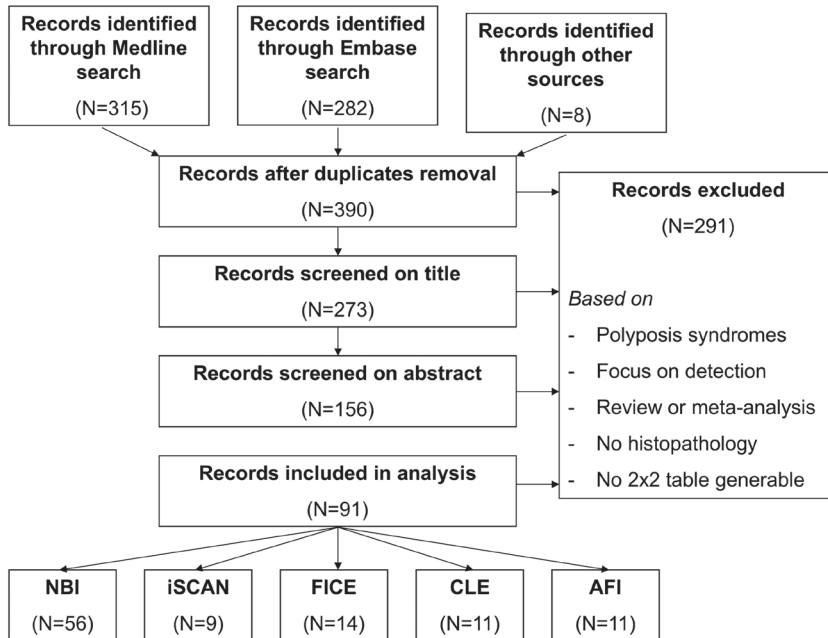 Records identified
through Medline
search
(N=315)
Records identified
through Embase
search
(N=282)
Records identified
through other
sources
(N=8)
Records after duplicates removal
(N=390)
Records excluded
(N=291)
Based on
- Polyposis syndromes
- Focus on detection
- Review or meta-analysis
- No histopathology
- No 2x2 table generable
Records screened on title
(N=273)
Records screened on abstract
(N=156)
Records included in analysis
(N=91)
NBI
(N=56)
iSCAN
(N=9)
FICE
(N=14)
CLE
(N=11)
AFI
(N=11)